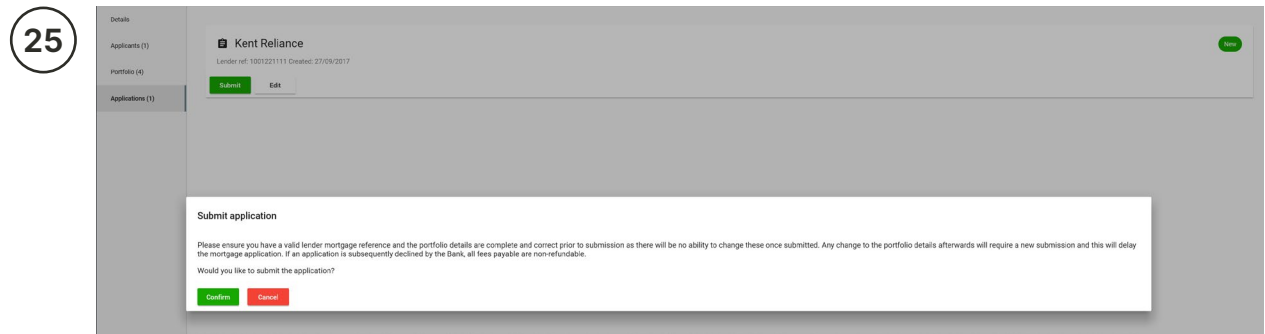 25
Details
Applicants (1)
Portfolio (4)
Applications (1)
Kent Reliance
New
Lender ref: 1001221111 Created: 27/09/2017
Submit Edit
Submit application
Please ensure you have a valid lender mortgage reference and the portfolio details are complete and correct prior to submission as there will be no ability to change these once submitted. Any change to the portfolio details afterwards will require a new submission and this will delay
the mortgage application. If an application is subsequently declined by the Bank, all fees payable are non-refundable.
Would you like to submit the application?
Confirm Cancel